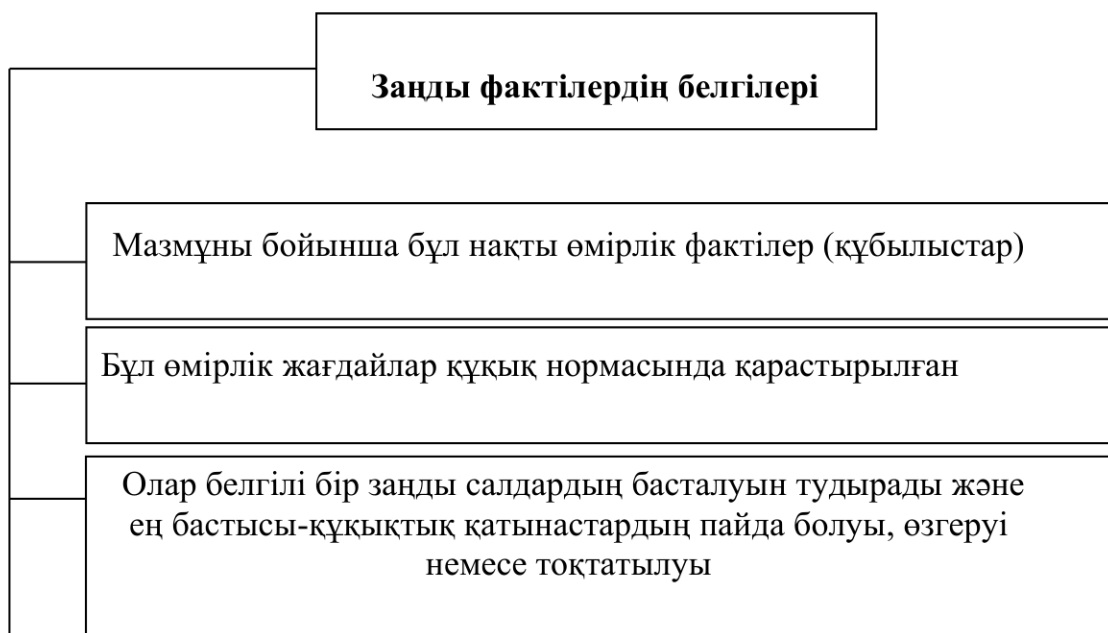 Заңды фактілердің белгілері
Мазмұны бойынша бұл нақты өмірлік фактілер (құбылыстар)
Бұл өмірлік жағдайлар құқық нормасында қарастырылған
Олар белгілі бір заңды салдардың басталуын тудырады және
ең бастысы-құқықтық қатынастардың пайда болуы, өзгеруі
немесе тоқтатылуы